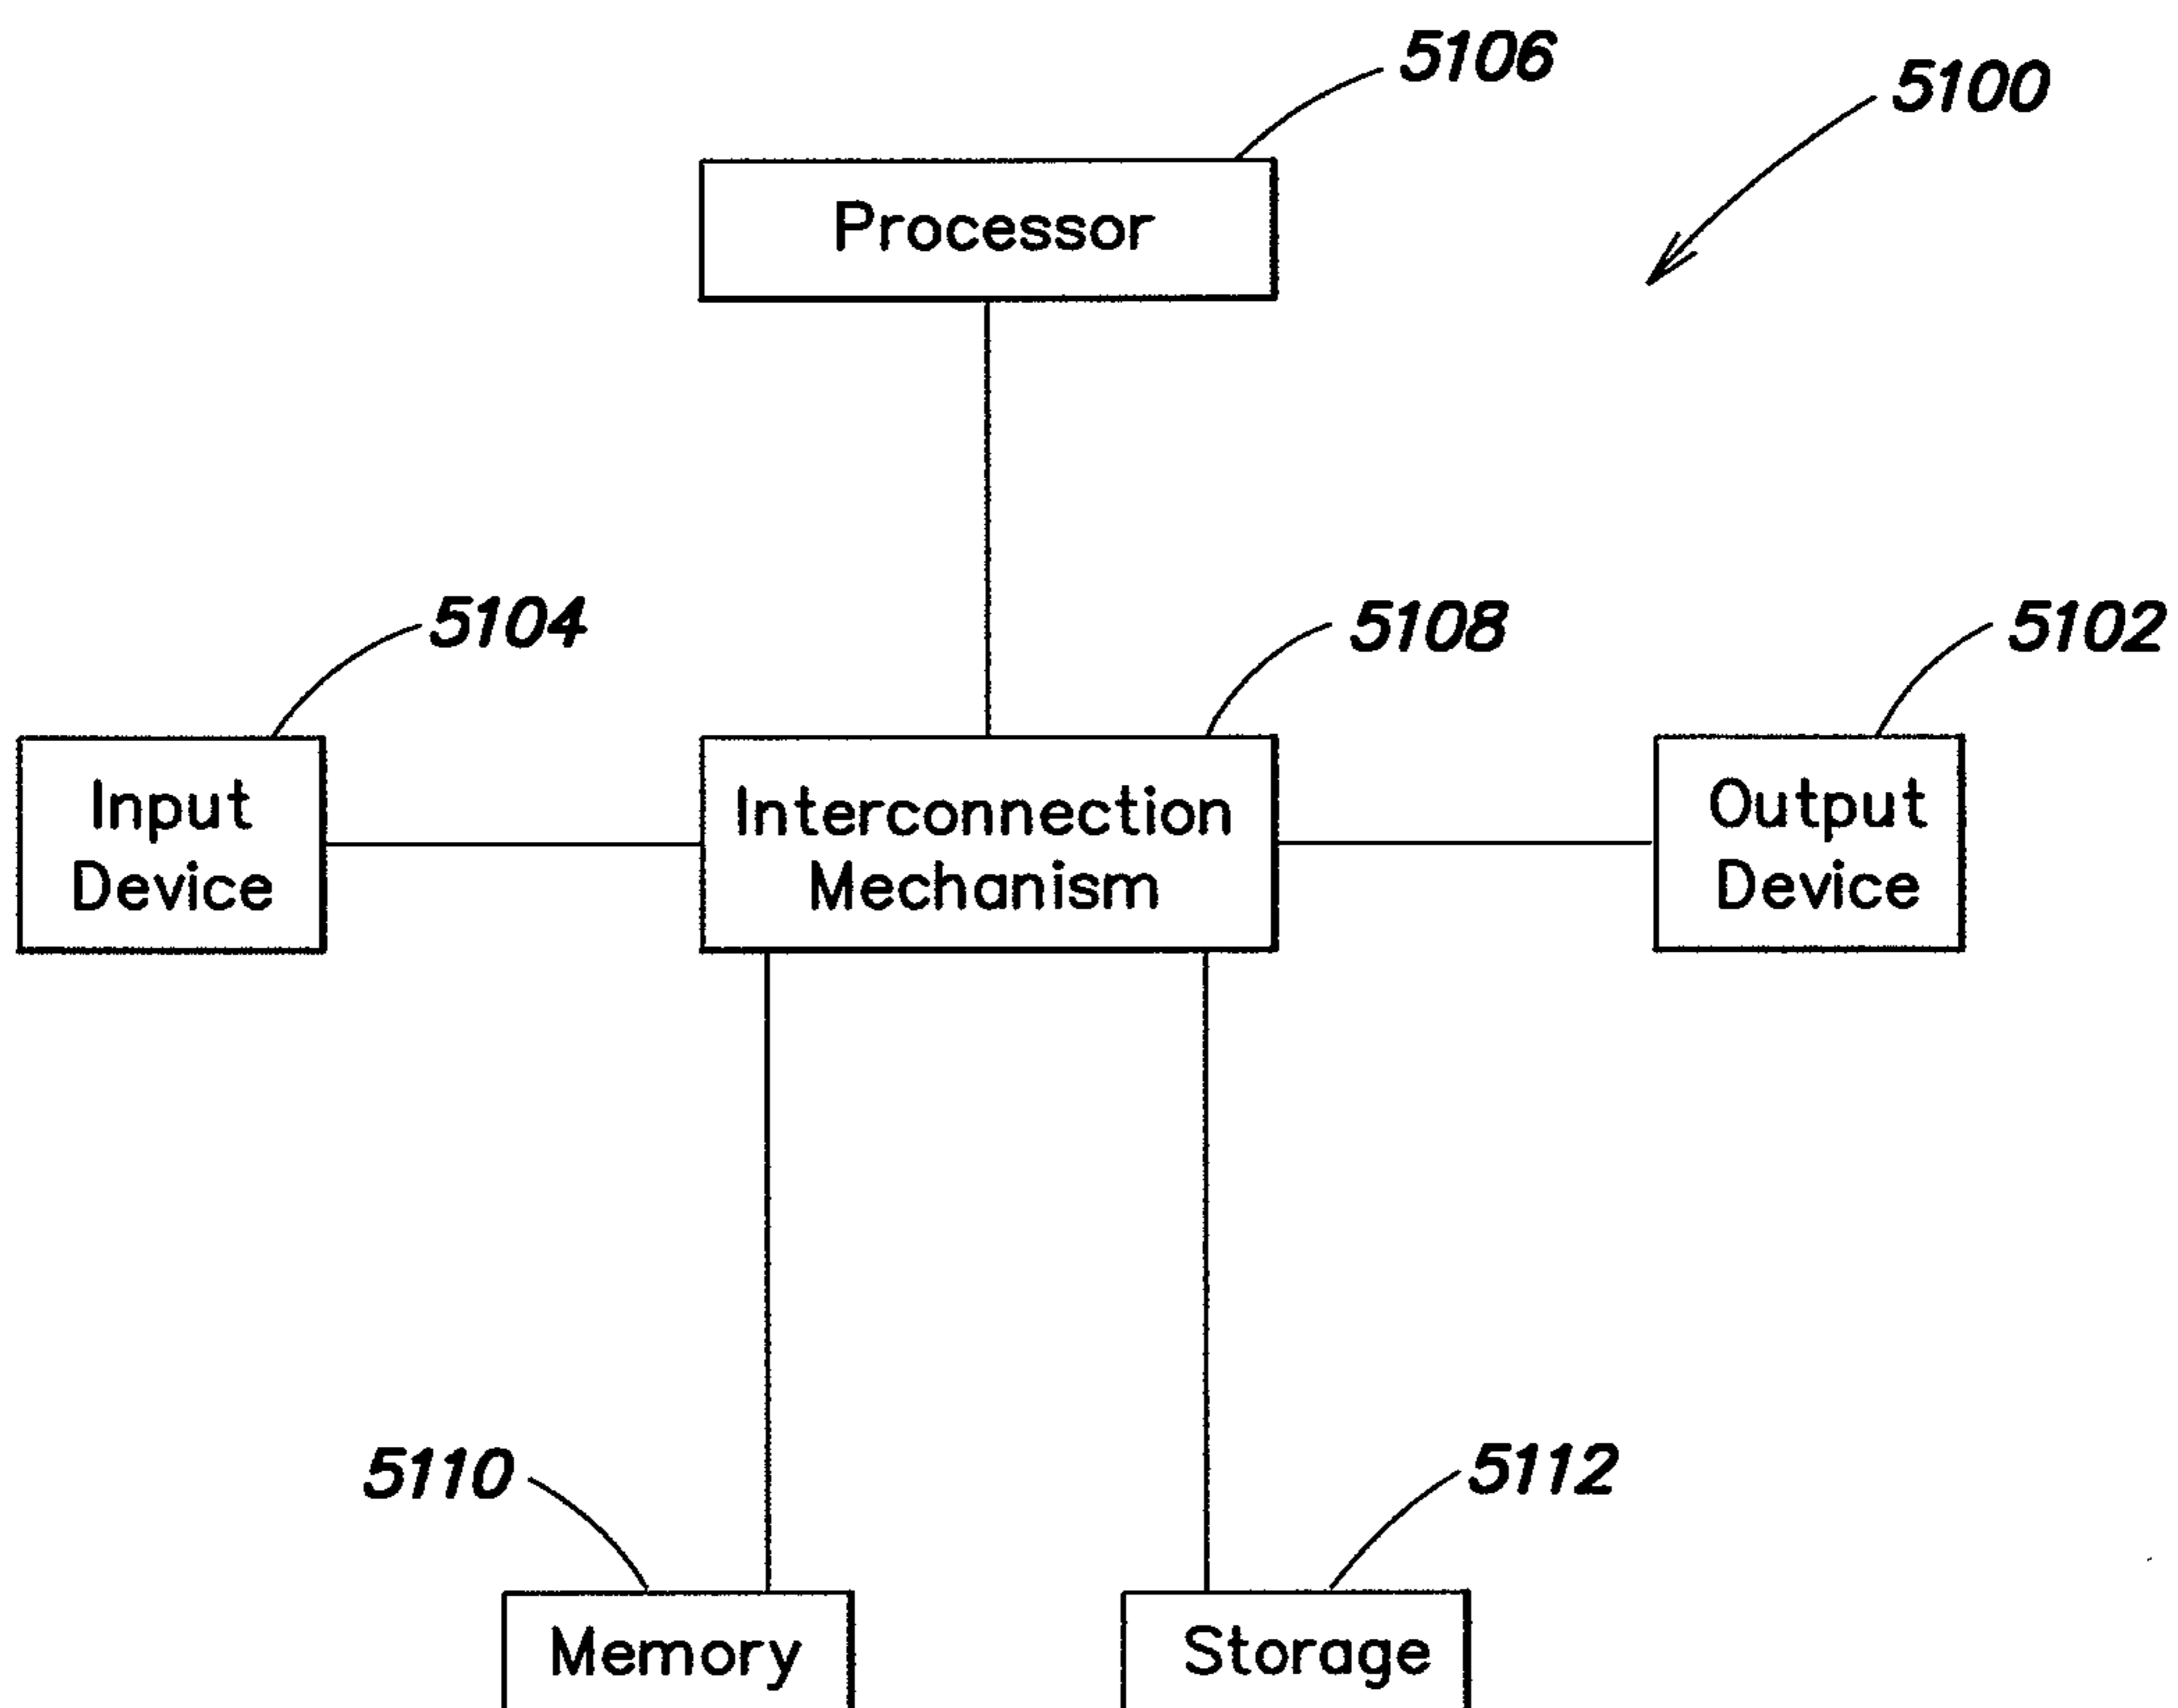 5106
5100
Processor
5104
5108
5102
Input
Device
Interconnection
Mechanism
Output
Device
5110
5112
Memory
Storage